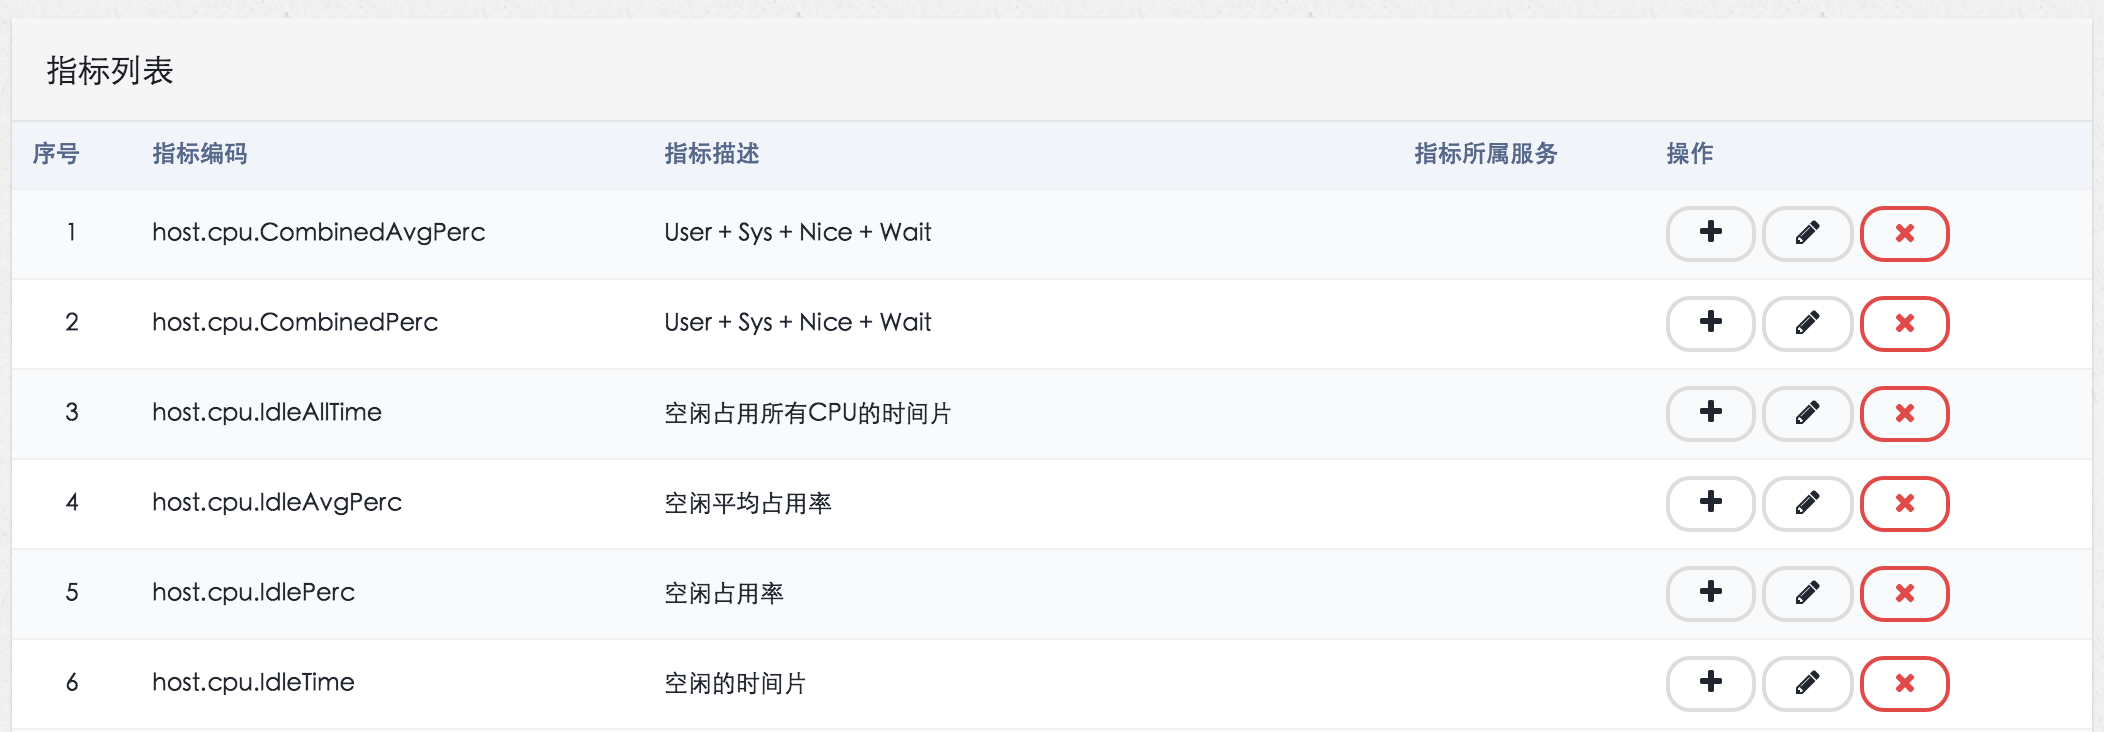 指标列表
序号 指标编码 指标描述 指标所属服务 操作
1 host.cpu.CombinedAvgPerc User + Sys + Nice + Wait
2 host.cpu.CombinedPerc User + Sys + Nice + Wait
3 host.cpu.IdleAllTime 空闲占用所有CPU的时间片
4 host.cpu.IdleAvgPerc 空闲平均占用率
5 host.cpu.IdlePerc 空闲占用率
6 host.cpu.IdleTime 空闲的时间片